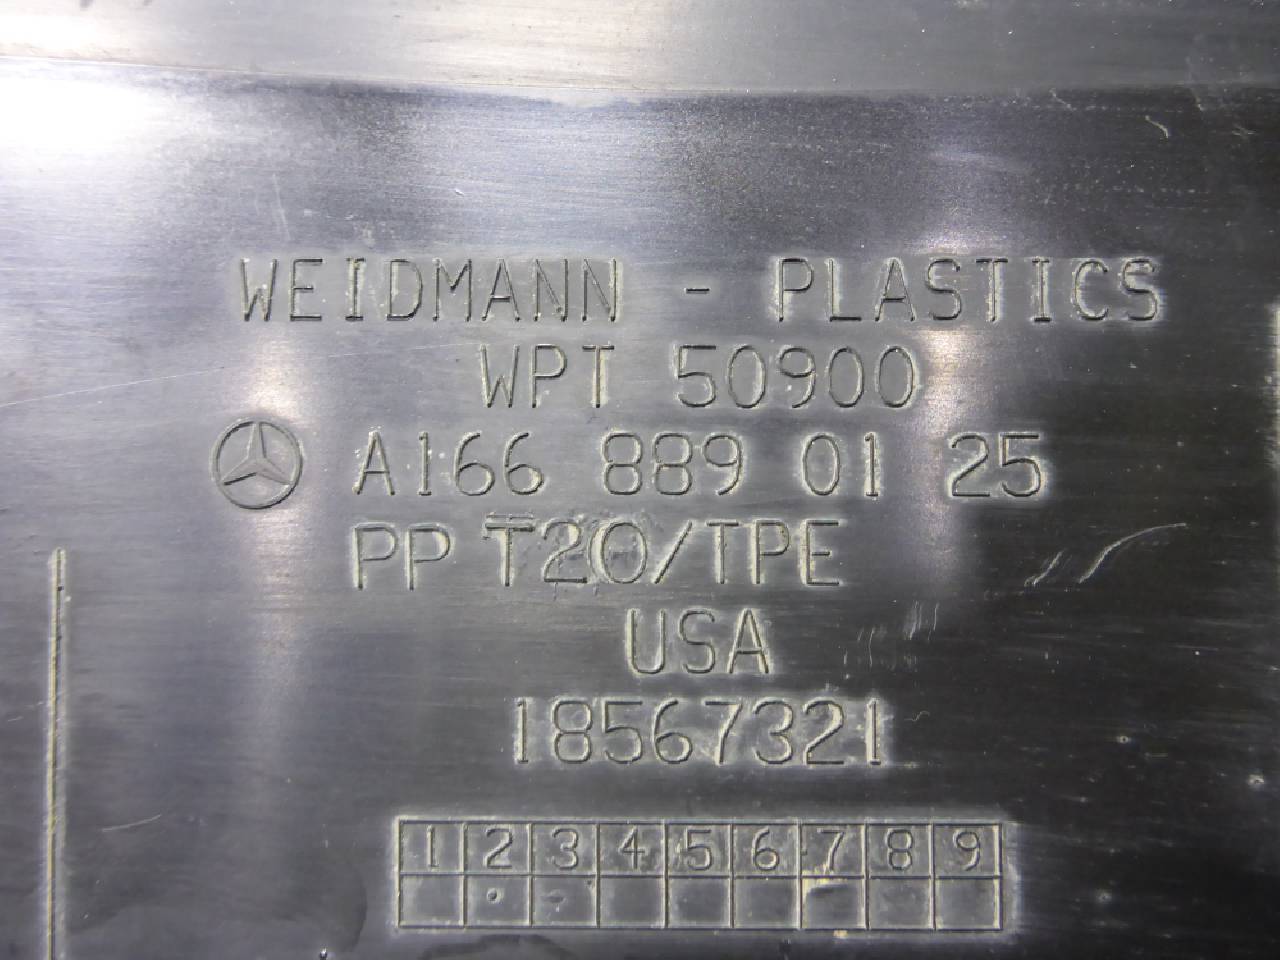 WEIDMANN - PLASTICS
WPT 50900
A166 889 01 25
PP T20/TPE
USA
18567321
1 2 3 4 5 6 7 8 9